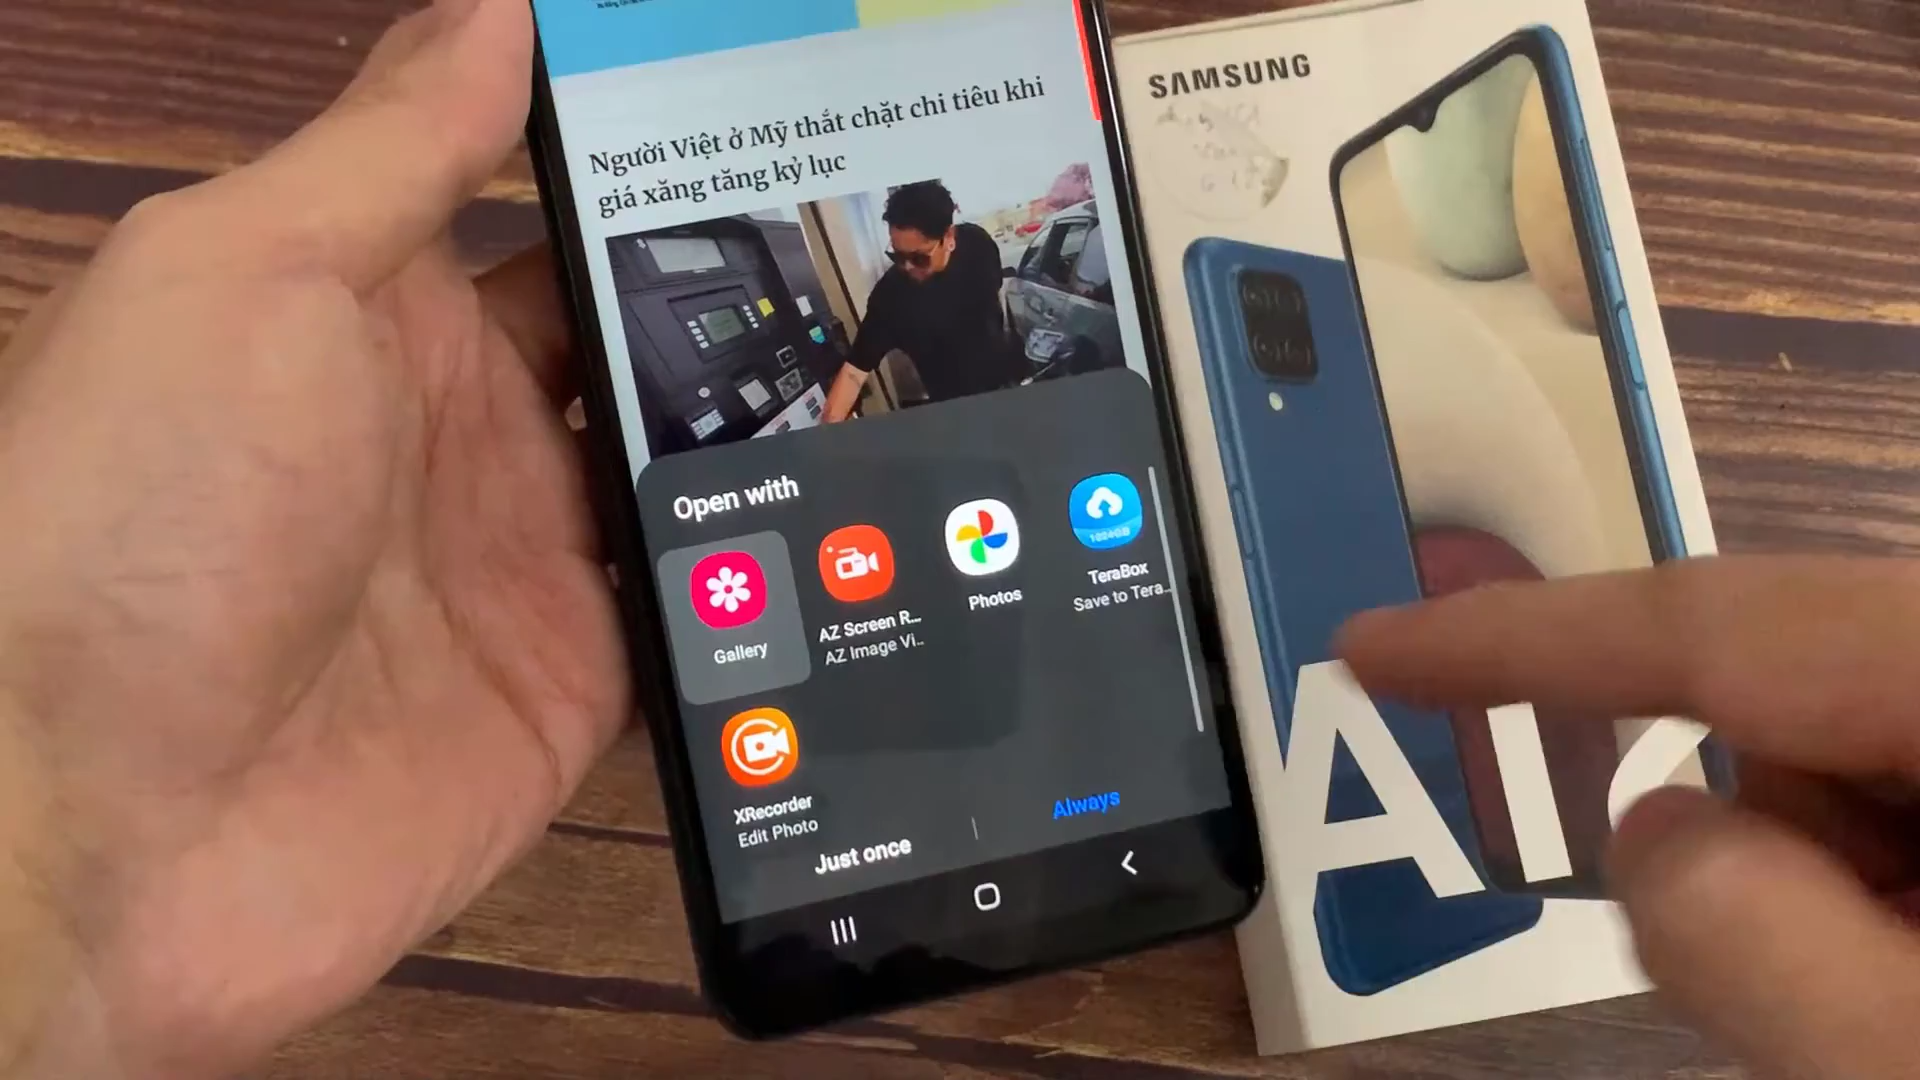 Người Việt ở Mỹ thắt chặt chi tiêu khi
giá xăng tăng kỷ lục
Open with
Gallery
AZ Screen R...
AZ Image Vi..
Photos
1024GB
TeraBox
Save to Tera..
XRecorder
Edit Photo
Just once
Always
SAMSUNG
A1